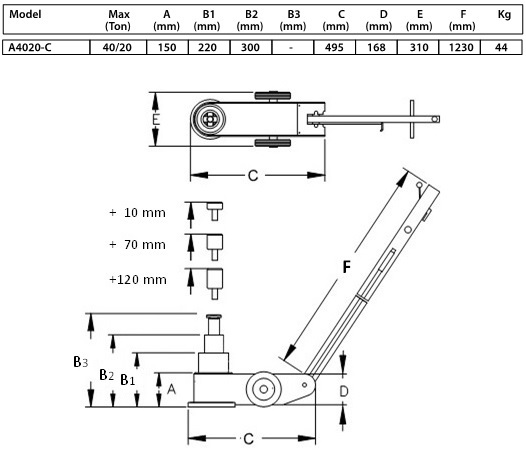 Model Max (Ton) A (mm) B1 (mm) B2 (mm) B3 (mm) C (mm) D (mm) E (mm) F (mm) Kg
A4020-C 40/20 150 220 300 - 495 168 310 1230 44
E
C
+ 10 mm
+ 70 mm
+120 mm
F
B3
B2
B1
A
D
C